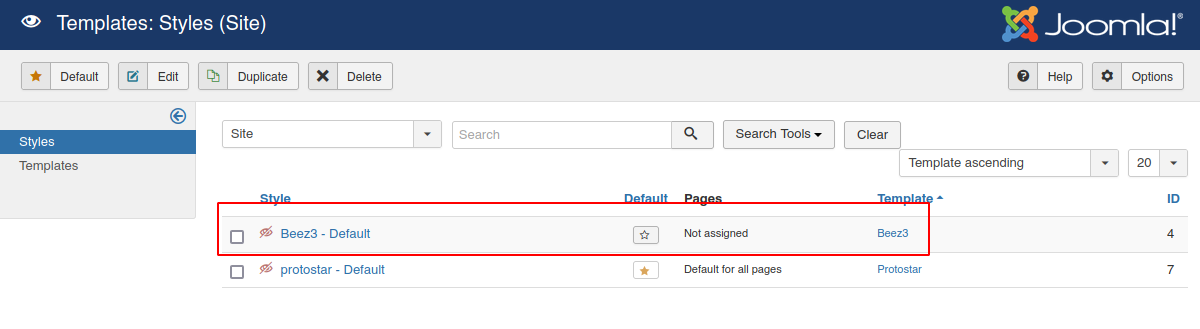 Templates: Styles (Site)
Joomla!®
Default Edit Duplicate Delete Help Options
Styles
Templates
Site Search Search Tools Clear
Template ascending 20
Style Default Pages Template ID
Beez3 - Default Not assigned Beez3 4
protostar - Default Default for all pages Protostar 7